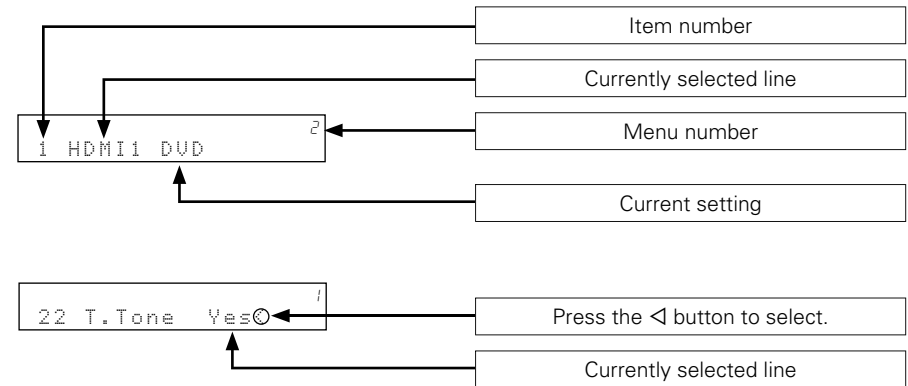 Item number
Currently selected line
2
Menu number
1 HDMI1 DVD
Current setting
1
22 T.Tone Yes
Press the ◁ button to select.
Currently selected line